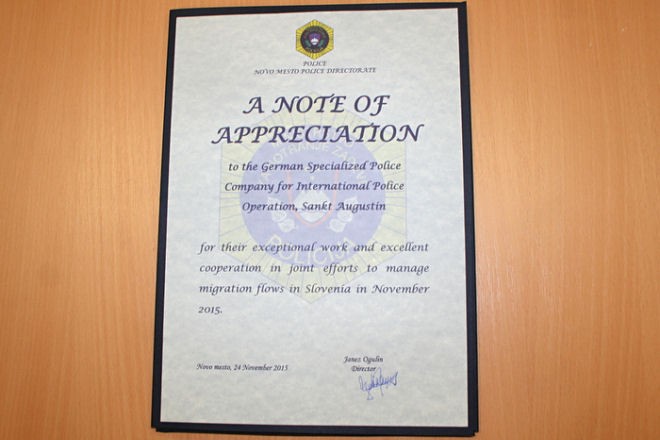 POLICE
NOVO MESTO POLICE DIRECTORATE
A NOTE OF
APPRECIATION
to the German Specialized Police
Company for International Police
Operation, Sankt Augustin
for their exceptional work and excellent
cooperation in joint efforts to manage
migration flows in Slovenia in November
2015.
Janez Ogulin
Novo mesto, 24 November 2015
Director
POLICIJA